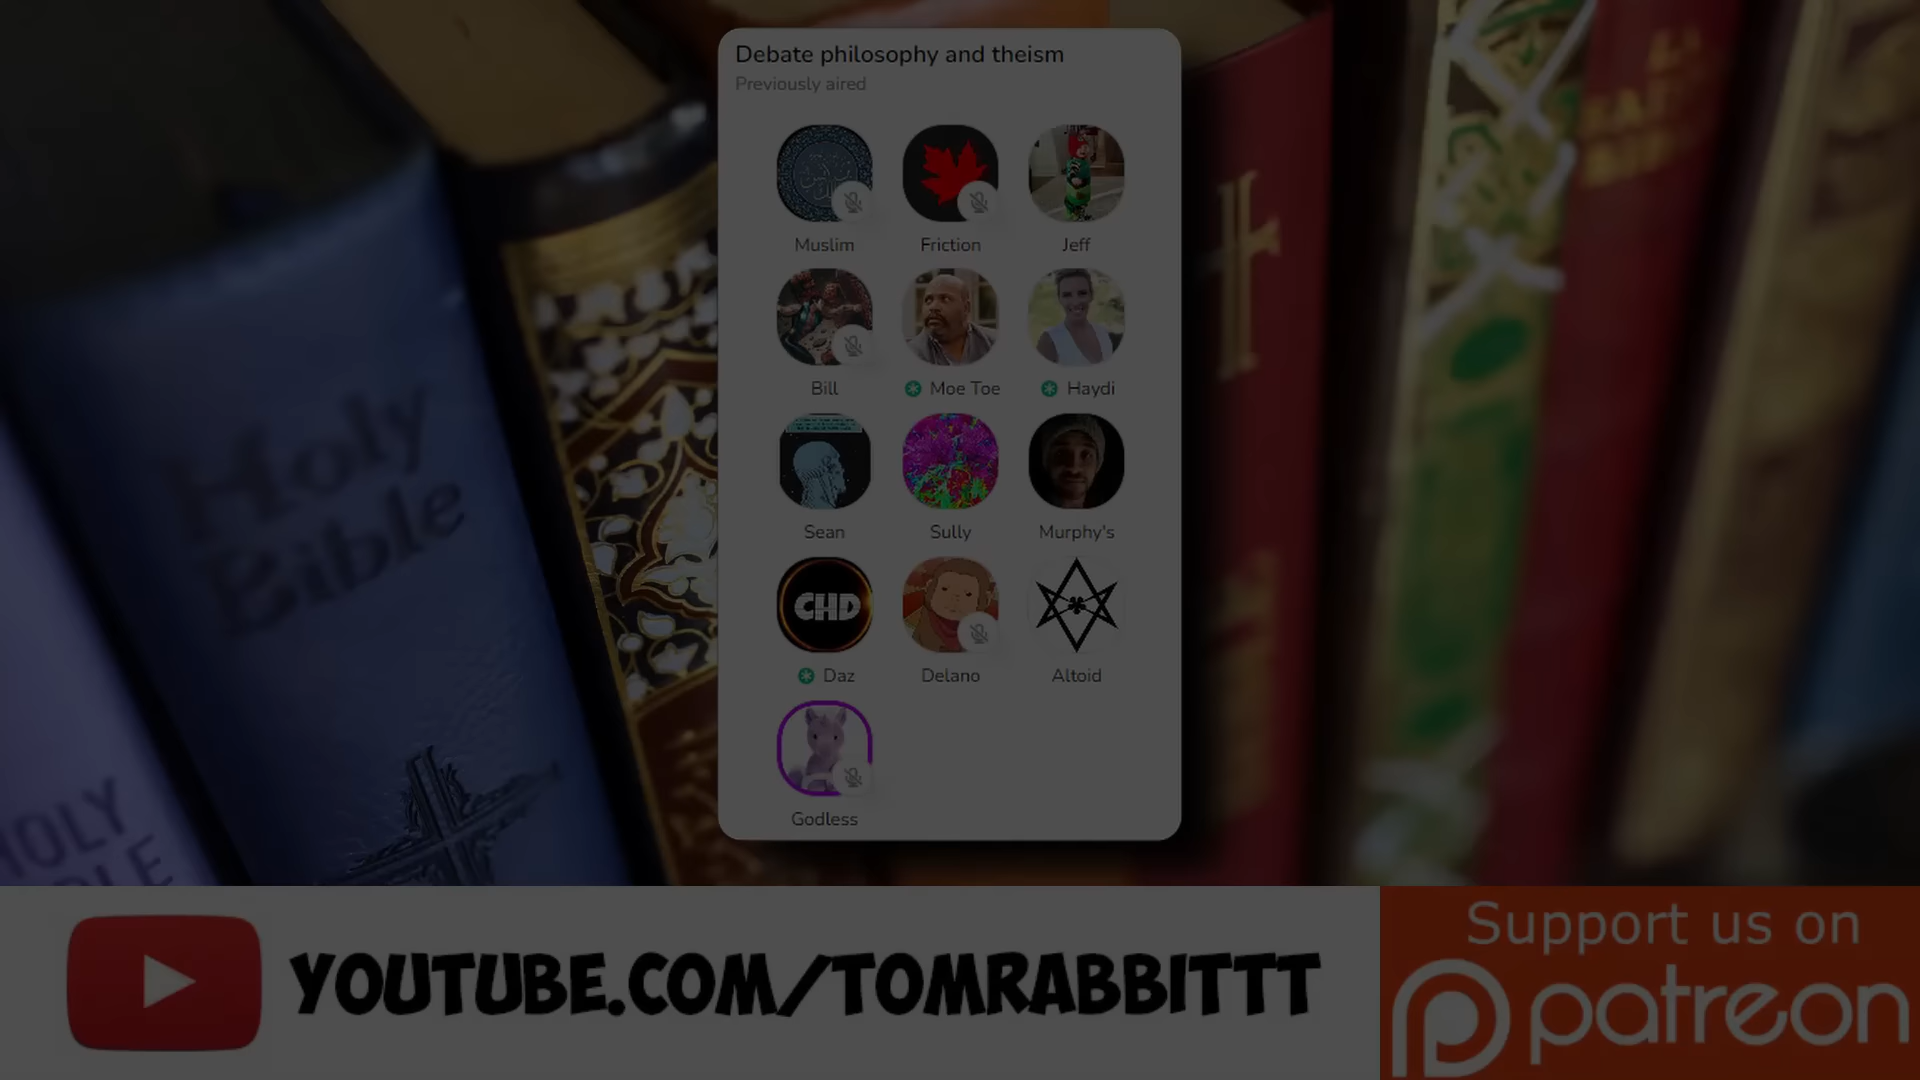 Debate philosophy and theism
Previously aired
Muslim
Friction
Jeff
Bill
Moe Toe
Haydi
Sean
Sully
Murphy's
CHD
Daz
Delano
Altoid
Godless
Holy
Bible
HOLY
YOUTUBE.COM/TOMRABBITTT
Support us on
patreon